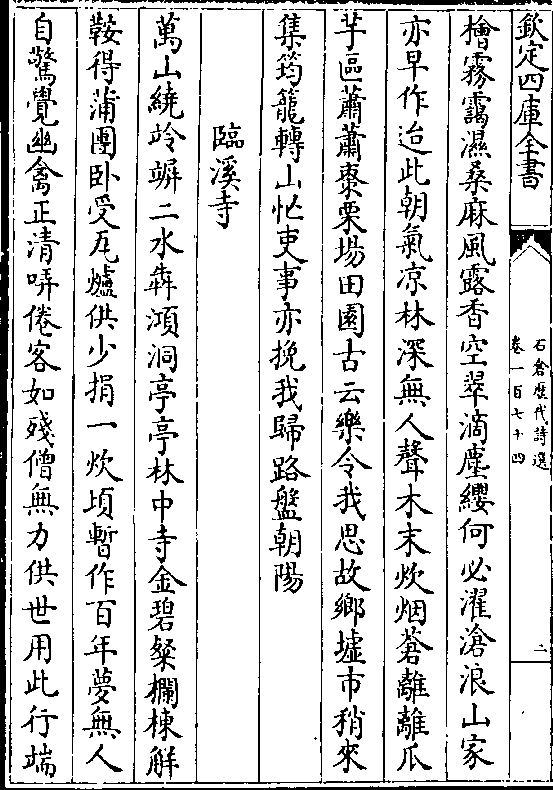 欽定四庫全書
石倉歷代詩選
卷一百七十四
二
檜霧靄濕桑麻風露香空翠滴塵纓何必濯滄浪山家
亦早作迨此朝氣凉林深無人聲木末炊烟蒼離離瓜
芋區蕭蕭棗栗場田園古云樂令我思故鄉墟市稍來
集筠籠轉山忙吏事亦挽我歸路盤朝陽
臨溪寺
萬山繞竛竮二水犇澒洞亭亭林中寺金碧粲欄棟解
鞍得蒲團卧受瓦爐供少捐一炊頃暫作百年夢無人
自驚覺幽禽正清哢倦客如殘僧無力供世用此行端